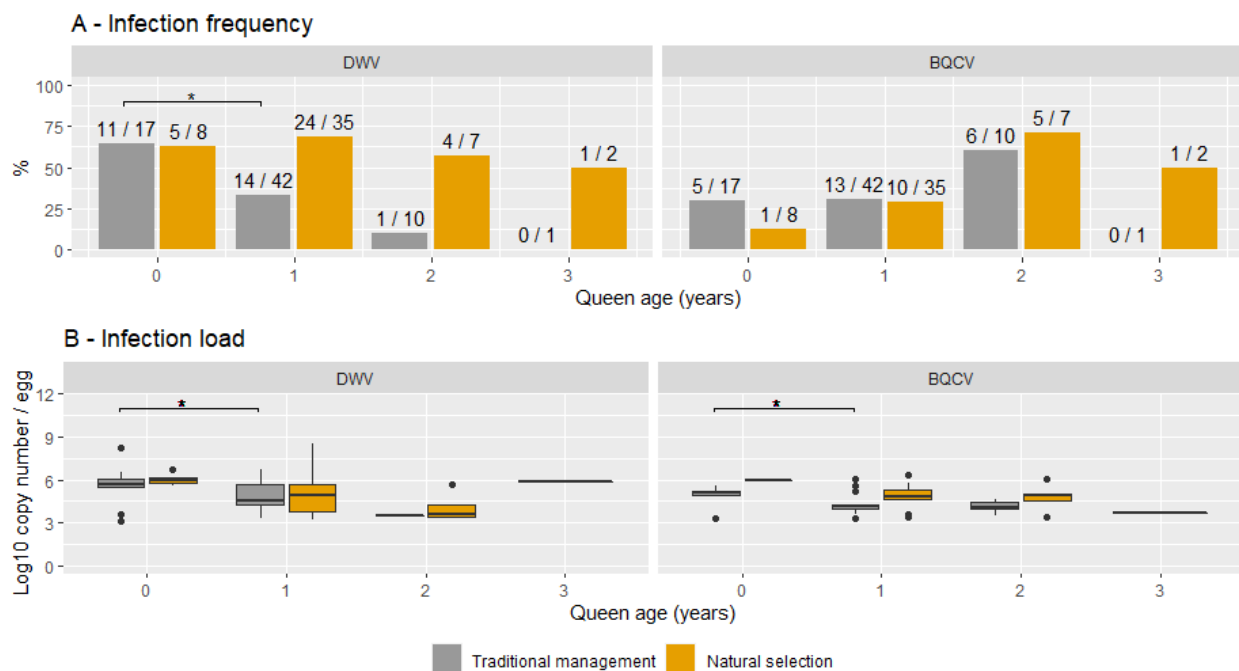 A - Infection frequency
DWV
BQCV
100
75
50
25
0
%
*
11 / 17
5 / 8
14 / 42
24 / 35
1 / 10
4 / 7
0 / 1
1 / 2
5 / 17
1 / 8
13 / 42
10 / 35
6 / 10
5 / 7
0 / 1
1 / 2
0 1 2 3
0 1 2 3
Queen age (years)
B - Infection load
DWV
BQCV
12
9
6
3
0
Log10 copy number / egg
*
*
0 1 2 3
0 1 2 3
Queen age (years)
Traditional management Natural selection